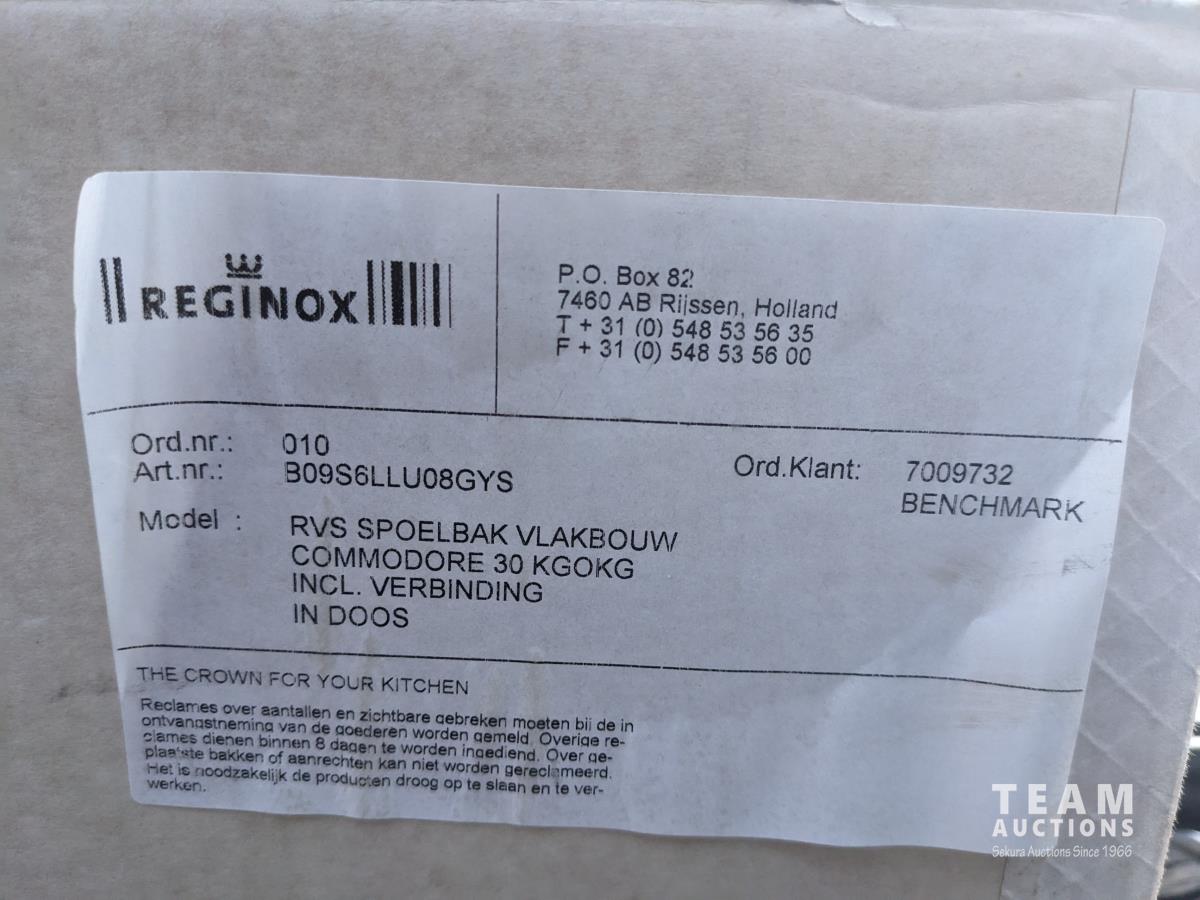 REGINOX
P.O. Box 82
7460 AB Rijssen, Holland
T + 31 (0) 548 53 56 35
F + 31 (0) 548 53 56 00
Ord.nr.: 010
Art.nr.: B09S6LLU08GYS
Ord.Klant: 7009732
BENCHMARK
Model : RVS SPOELBAK VLAKBOUW
COMMODORE 30 KGOKG
INCL. VERBINDING
IN DOOS
THE CROWN FOR YOUR KITCHEN
Reclames over aantallen en zichtbare gebreken moeten bij de in
ontvangstneming van de goederen worden gemeld. Overige re-
clames dienen binnen 8 dagen te worden ingediend. Over ge-
plaatste bakken of aanrechten kan niet worden gereclameerd.
Het is noodzakelijk de producten droog op te slaan en te ver-
werken.
TEAM
AUCTIONS
Sekura Auctions Since 1966